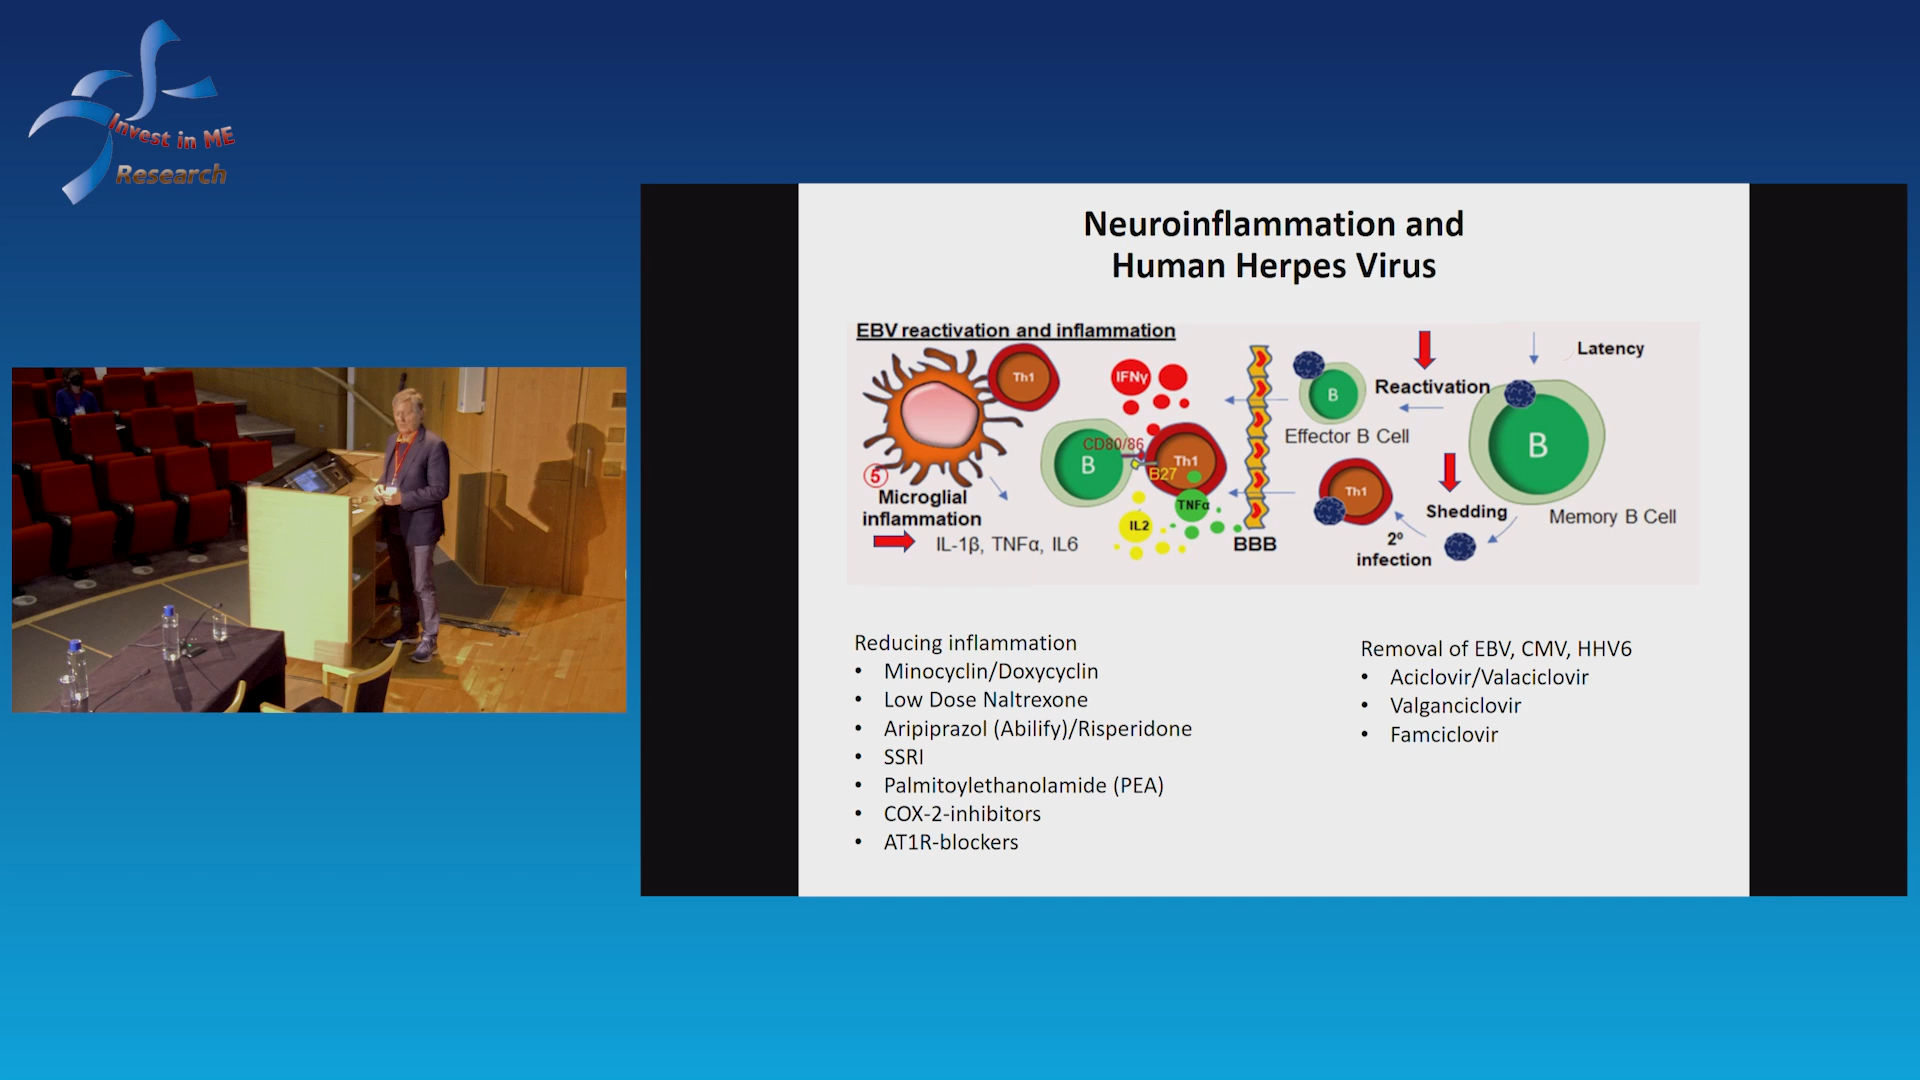 Invest in ME
Research
Neuroinflammation and
Human Herpes Virus
EBV reactivation and inflammation
Th1
IFNγ
B
Reactivation
Latency
Effector B Cell
B
CD80/86
B
Th1
B27
5
Microglial
inflammation
IL-1β, TNFα, IL6
IL2
TNFα
BBB
Th1
Shedding
Memory B Cell
2º
infection
Reducing inflammation
• Minocyclin/Doxycyclin
• Low Dose Naltrexone
• Aripiprazol (Abilify)/Risperidone
• SSRI
• Palmitoylethanolamide (PEA)
• COX-2-inhibitors
• AT1R-blockers
Removal of EBV, CMV, HHV6
• Aciclovir/Valaciclovir
• Valganciclovir
• Famciclovir